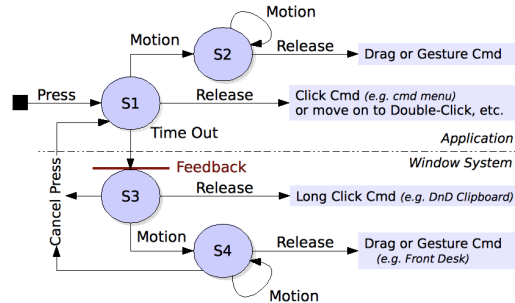 Motion
Motion
S2
Release
Drag or Gesture Cmd
Press
S1
Release
Click Cmd (e.g. cmd menu)
or move on to Double-Click, etc.
Time Out
Application
Window System
Feedback
Cancel Press
S3
Release
Long Click Cmd (e.g. DnD Clipboard)
Motion
S4
Release
Drag or Gesture Cmd
(e.g. Front Desk)
Motion